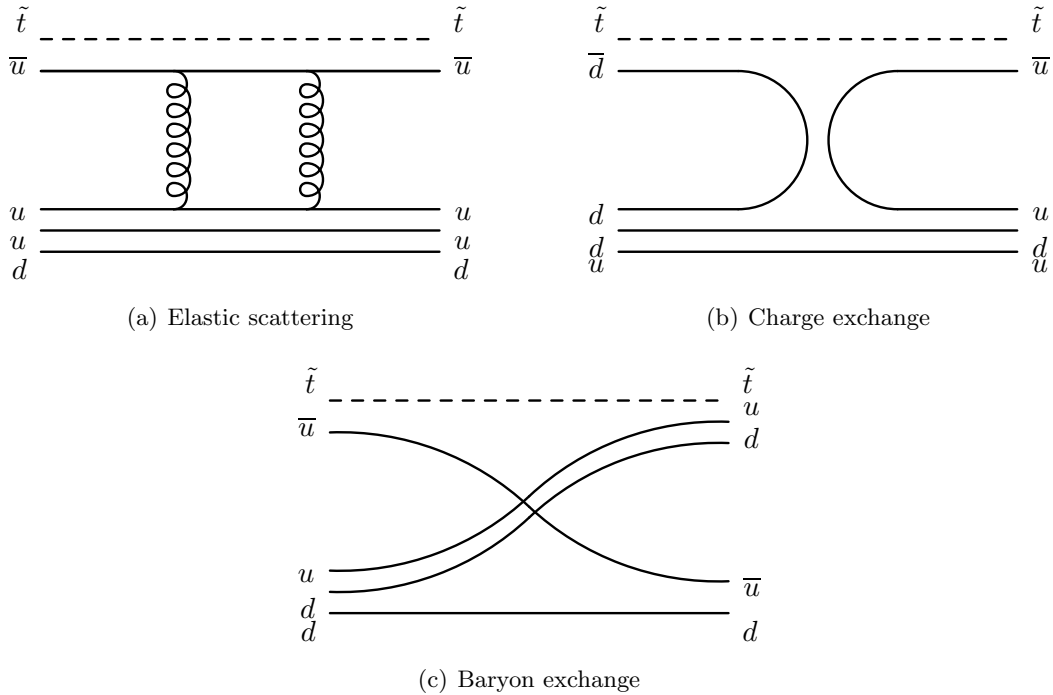 t̃ t̃ t̃ t̃
u̅ u̅ d̅ u̅
u u d u
u u d d
d d u u
(a) Elastic scattering (b) Charge exchange
t̃ t̃
u̅ u
d
u u̅
d
d d
(c) Baryon exchange